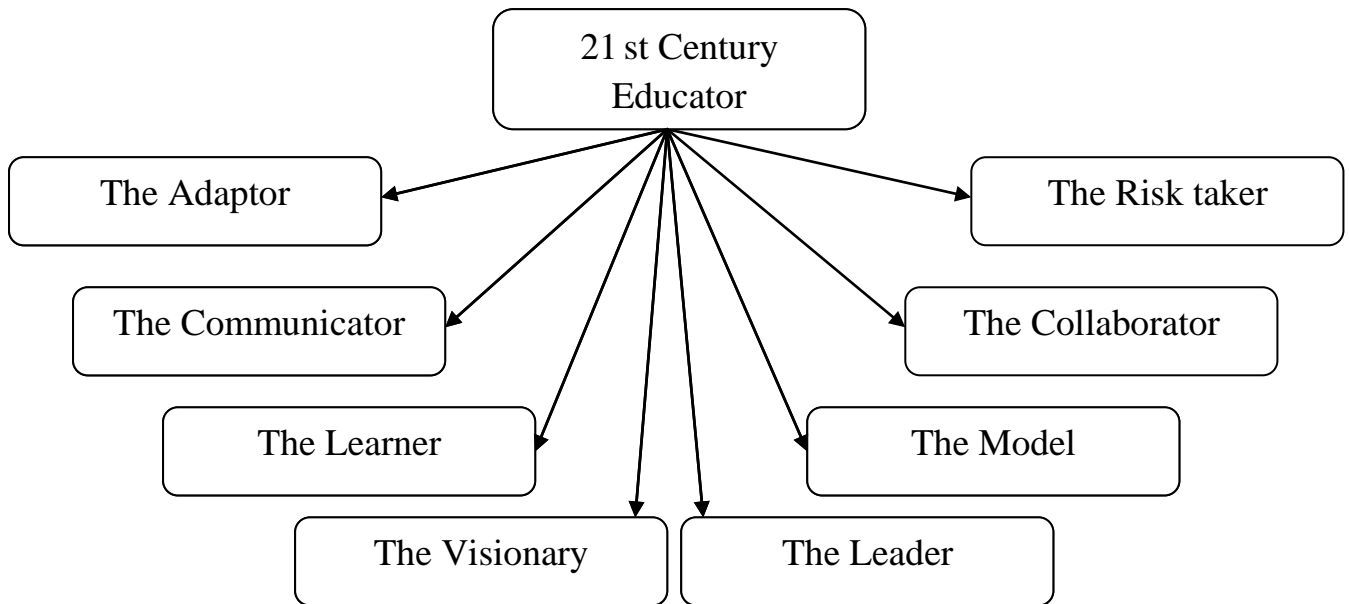 21 st Century
Educator
The Adaptor
The Risk taker
The Communicator
The Collaborator
The Learner
The Model
The Visionary
The Leader